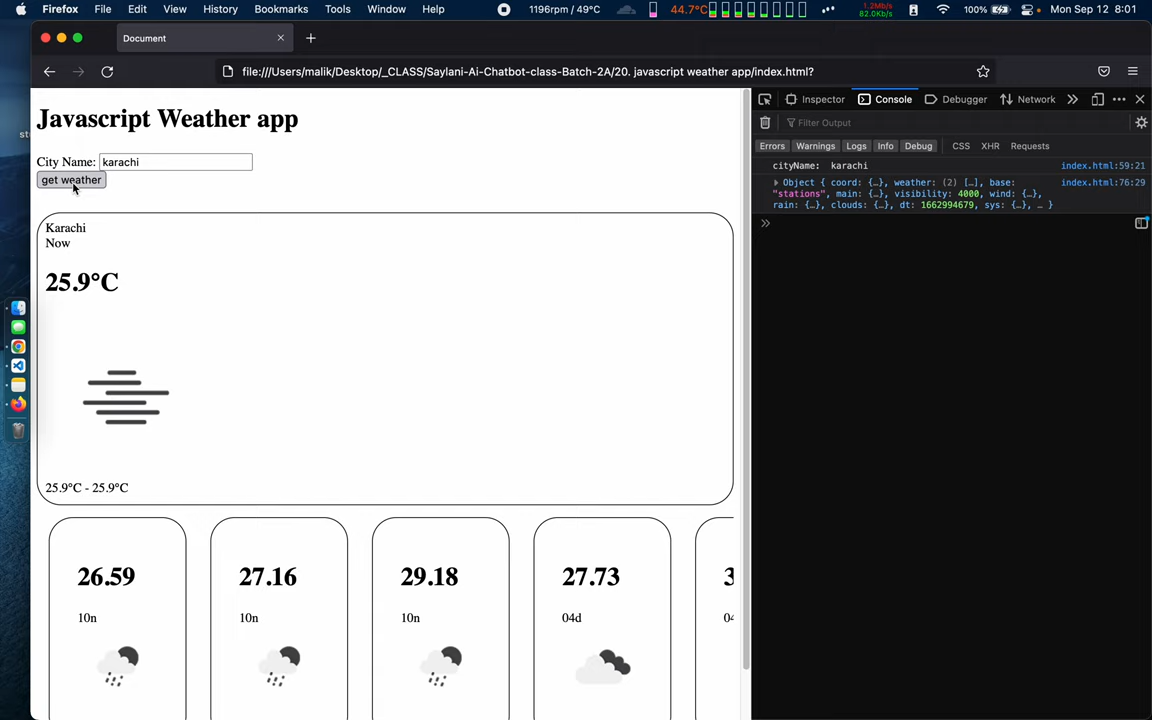 Firefox File Edit View History Bookmarks Tools Window Help 1196rpm / 49°C 44.7°C 1.2Mb/s 82.0Kb/s 100% Mon Sep 12 8:01
Document
file:///Users/malik/Desktop/_CLASS/Saylani-Ai-Chatbot-class-Batch-2A/20. javascript weather app/index.html?
Javascript Weather app
City Name: karachi
get weather
Karachi
Now
25.9°C
25.9°C - 25.9°C
26.59 27.16 29.18 27.73
10n 10n 10n 04d
Inspector Console Debugger Network
Filter Output
Errors Warnings Logs Info Debug CSS XHR Requests
cityName: karachi index.html:59:21
Object { coord: {…}, weather: (2) […], base: index.html:76:29
"stations", main: {…}, visibility: 4000, wind: {…},
rain: {…}, clouds: {…}, dt: 1662994679, sys: {…}, … }